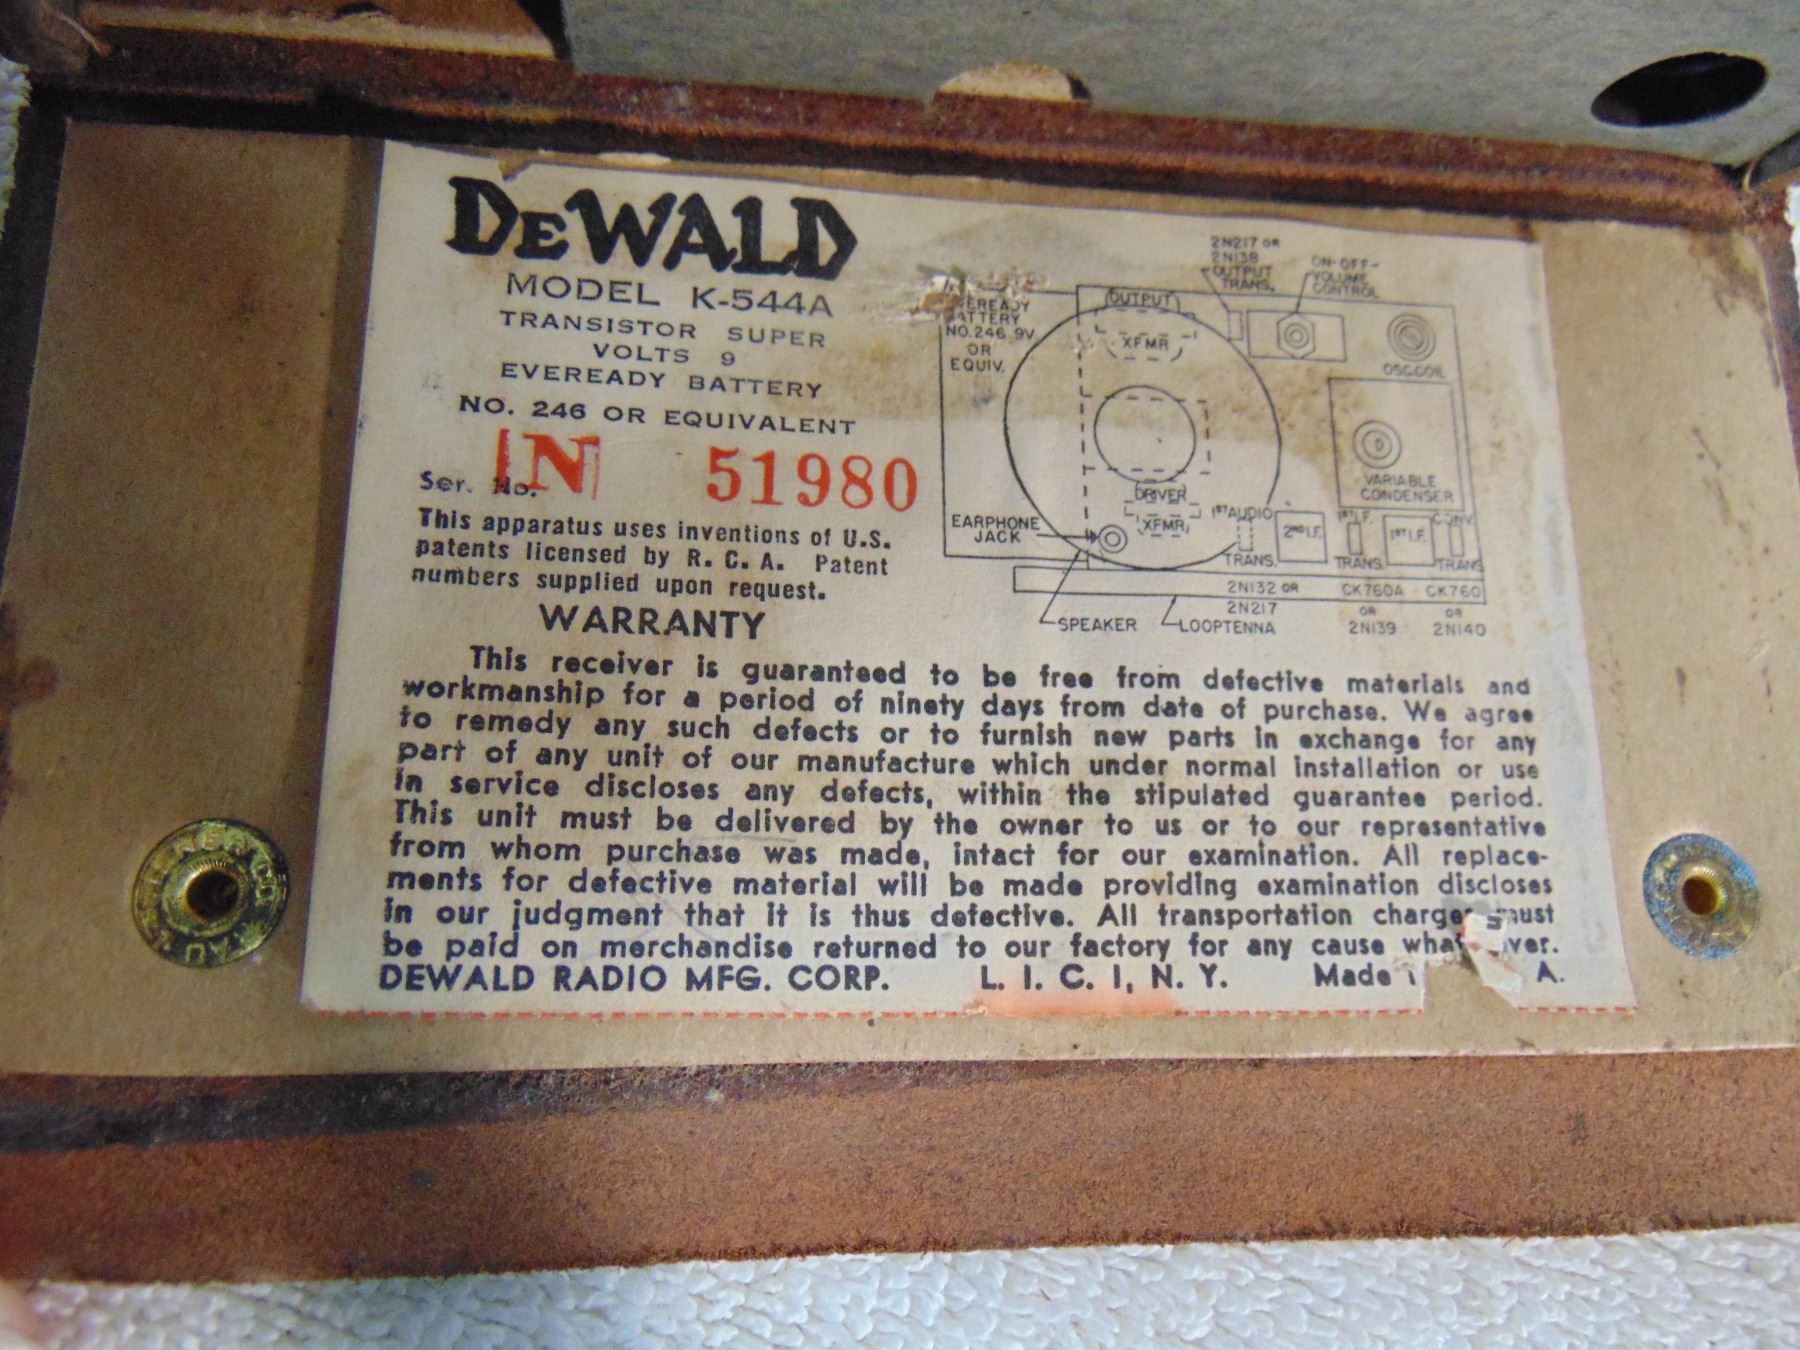 DeWALD
MODEL K-544A
TRANSISTOR SUPER
VOLTS 9
EVEREADY BATTERY
NO. 246 OR EQUIVALENT
Ser. No. N 51980
This apparatus uses inventions of U.S.
patents licensed by R. C. A. Patent
numbers supplied upon request.
2N217 OR
2N138
OUTPUT
TRANS.
ON-OFF-
VOLUME
CONTROL
BATTERY
NO. 246 9V
OR
EQUIV.
OUTPUT
XFMR
OSC.COIL
VARIABLE
CONDENSER
DRIVER
XFMR
EARPHONE
JACK
1ST AUDIO
TRANS.
2ND I.F.
1ST I.F.
TRANS.
1ST I.F.
CONV.
TRANS.
2N132 OR
2N217
CK760A
OR
2N139
CK760
OR
2N140
SPEAKER
LOOPTENNA
WARRANTY
This receiver is guaranteed to be free from defective materials and
workmanship for a period of ninety days from date of purchase. We agree
to remedy any such defects or to furnish new parts in exchange for any
part of any unit of our manufacture which under normal installation or use
in service discloses any defects, within the stipulated guarantee period.
This unit must be delivered by the owner to us or to our representative
from whom purchase was made, intact for our examination. All replace-
ments for defective material will be made providing examination discloses
in our judgment that it is thus defective. All transportation charges must
be paid on merchandise returned to our factory for any cause
DEWALD RADIO MFG. CORP. L. I. C. 1, N. Y. Made A.